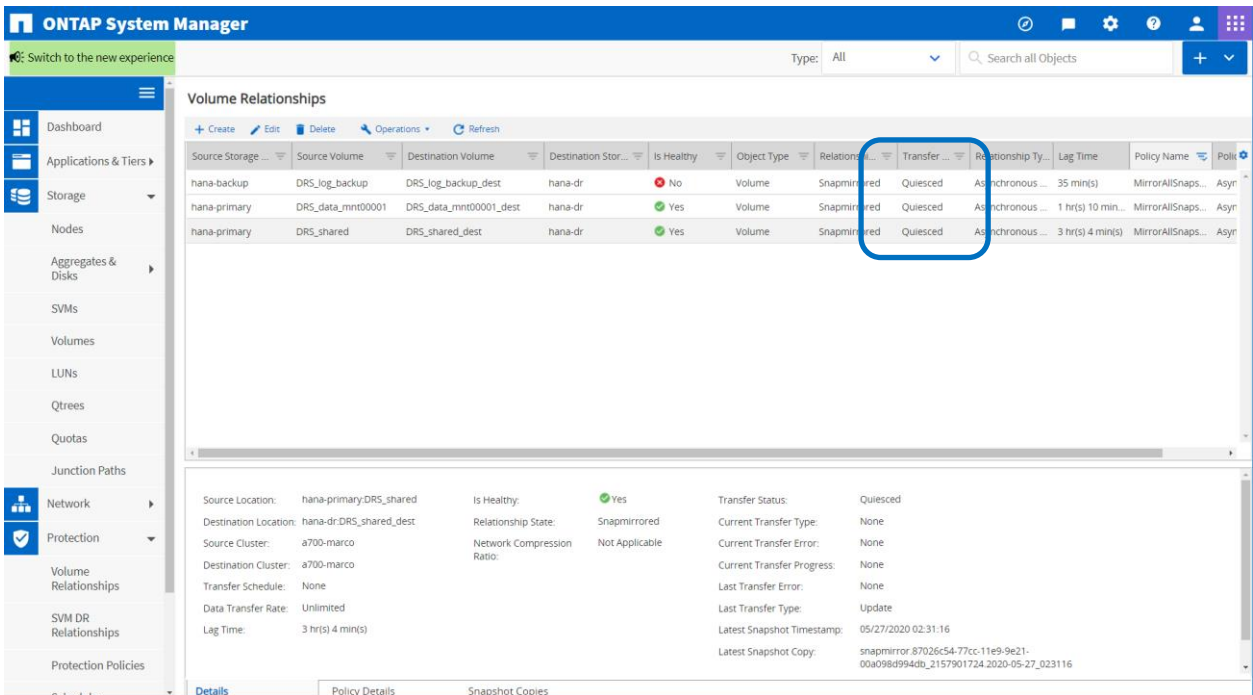 ONTAP System Manager
Switch to the new experience
Type: All
Search all Objects
Volume Relationships
Dashboard
Applications & Tiers
Storage
Nodes
Aggregates &
Disks
SVMs
Volumes
LUNs
Qtrees
Quotas
Junction Paths
Network
Protection
Volume
Relationships
SVM DR
Relationships
Protection Policies
+ Create Edit Delete Operations Refresh
Source Storage ... Source Volume Destination Volume Destination Stor... Is Healthy Object Type Transfer ... Relationship Ty... Lag Time Policy Name
hana-backup DRS_log_backup DRS_log_backup_dest hana-dr No Volume Snapmirrored Quiesced Asynchronous ... 35 min(s) MirrorAllSnaps... Asyn
hana-primary DRS_data_mnt00001 DRS_data_mnt00001_dest hana-dr Yes Volume Snapmirrored Quiesced Asynchronous ... 1 hr(s) 10 min... MirrorAllSnaps... Asyn
hana-primary DRS_shared DRS_shared_dest hana-dr Yes Volume Snapmirrored Quiesced Asynchronous ... 3 hr(s) 4 min(s) MirrorAllSnaps... Asyn
Source Location: hana-primary:DRS_shared
Destination Location: hana-dr:DRS_shared_dest
Source Cluster: a700-marco
Destination Cluster: a700-marco
Transfer Schedule: None
Data Transfer Rate: Unlimited
Lag Time: 3 hr(s) 4 min(s)
Is Healthy: Yes
Relationship State: Snapmirrored
Network Compression Not Applicable
Ratio:
Transfer Status: Quiesced
Current Transfer Type: None
Current Transfer Error: None
Current Transfer Progress: None
Last Transfer Error: None
Last Transfer Type: Update
Latest Snapshot Timestamp: 05/27/2020 02:31:16
Latest Snapshot Copy: snapmirror.87026c54-77cc-11e9-9e21-
00a098d994db_2157901724.2020-05-27_023116
Details Policy Details Snapshot Copies